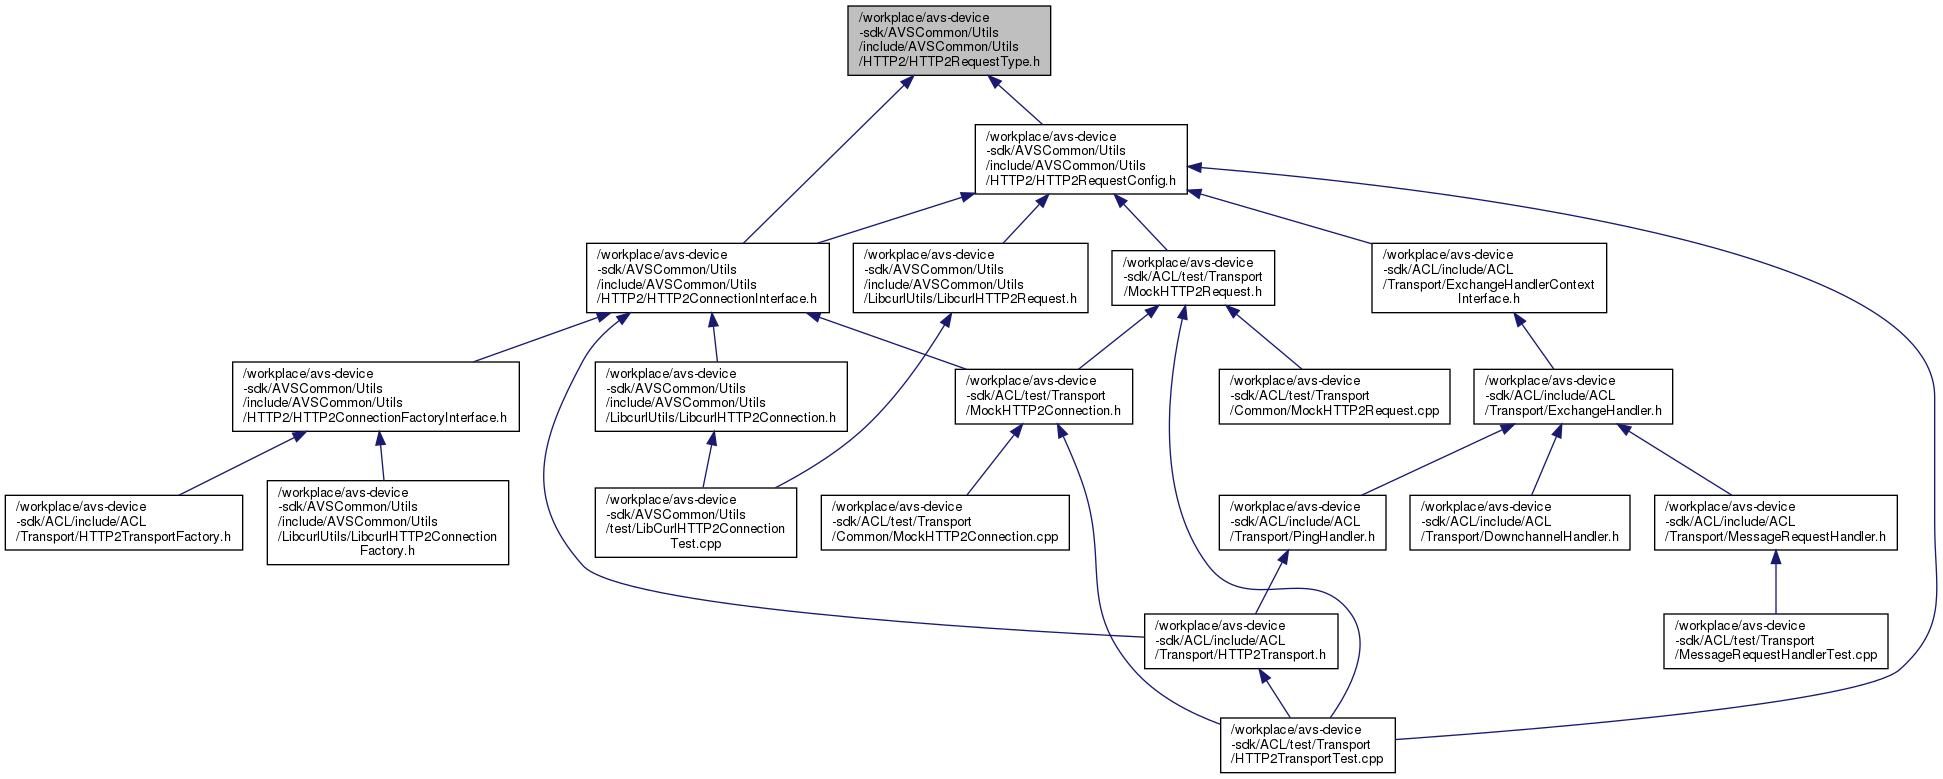 /workplace/avs-device
-sdk/AVSCommon/Utils
/include/AVSCommon/Utils
/HTTP2/HTTP2RequestType.h
/workplace/avs-device
-sdk/AVSCommon/Utils
/include/AVSCommon/Utils
/HTTP2/HTTP2RequestConfig.h
/workplace/avs-device
-sdk/AVSCommon/Utils
/include/AVSCommon/Utils
/HTTP2/HTTP2ConnectionInterface.h
/workplace/avs-device
-sdk/AVSCommon/Utils
/include/AVSCommon/Utils
/LibcurlUtils/LibcurlHTTP2Request.h
/workplace/avs-device
-sdk/ACL/test/Transport
/MockHTTP2Request.h
/workplace/avs-device
-sdk/ACL/include/ACL
/Transport/ExchangeHandlerContext
Interface.h
/workplace/avs-device
-sdk/AVSCommon/Utils
/include/AVSCommon/Utils
/HTTP2/HTTP2ConnectionFactoryInterface.h
/workplace/avs-device
-sdk/AVSCommon/Utils
/include/AVSCommon/Utils
/LibcurlUtils/LibcurlHTTP2Connection.h
/workplace/avs-device
-sdk/ACL/test/Transport
/MockHTTP2Connection.h
/workplace/avs-device
-sdk/ACL/test/Transport
/Common/MockHTTP2Request.cpp
/workplace/avs-device
-sdk/ACL/include/ACL
/Transport/ExchangeHandler.h
/workplace/avs-device
-sdk/ACL/include/ACL
/Transport/HTTP2TransportFactory.h
/workplace/avs-device
-sdk/AVSCommon/Utils
/include/AVSCommon/Utils
/LibcurlUtils/LibcurlHTTP2Connection
Factory.h
/workplace/avs-device
-sdk/AVSCommon/Utils
/test/LibCurlHTTP2Connection
Test.cpp
/workplace/avs-device
-sdk/ACL/test/Transport
/Common/MockHTTP2Connection.cpp
/workplace/avs-device
-sdk/ACL/include/ACL
/Transport/PingHandler.h
/workplace/avs-device
-sdk/ACL/include/ACL
/Transport/DownchannelHandler.h
/workplace/avs-device
-sdk/ACL/include/ACL
/Transport/MessageRequestHandler.h
/workplace/avs-device
-sdk/ACL/include/ACL
/Transport/HTTP2Transport.h
/workplace/avs-device
-sdk/ACL/test/Transport
/MessageRequestHandlerTest.cpp
/workplace/avs-device
-sdk/ACL/test/Transport
/HTTP2TransportTest.cpp